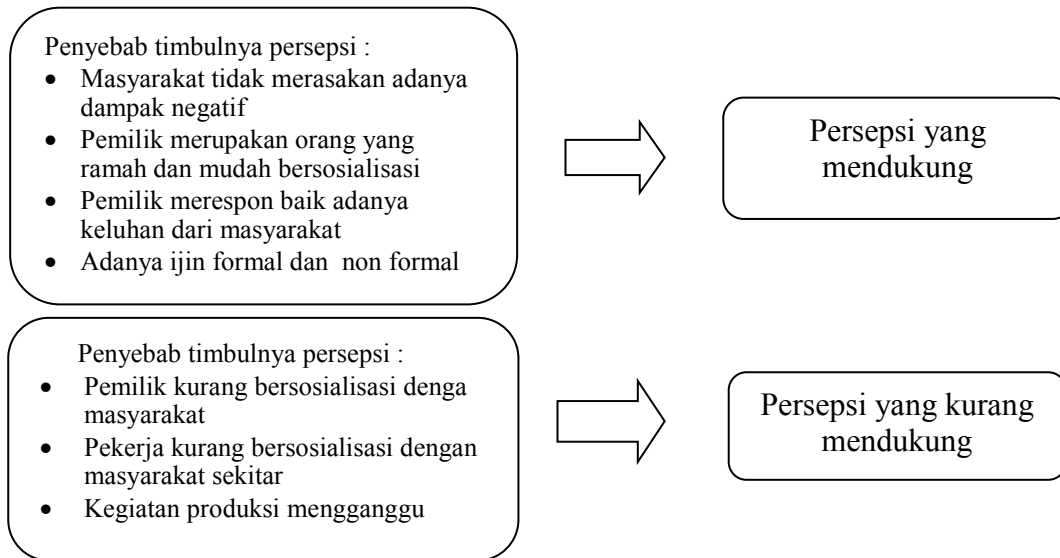 Penyebab timbulnya persepsi :
• Masyarakat tidak merasakan adanya
dampak negatif
• Pemilik merupakan orang yang
ramah dan mudah bersosialisasi
• Pemilik merespon baik adanya
keluhan dari masyarakat
• Adanya ijin formal dan non formal
Persepsi yang
mendukung
Penyebab timbulnya persepsi :
• Pemilik kurang bersosialisasi denga
masyarakat
• Pekerja kurang bersosialisasi dengan
masyarakat sekitar
• Kegiatan produksi mengganggu
Persepsi yang kurang
mendukung